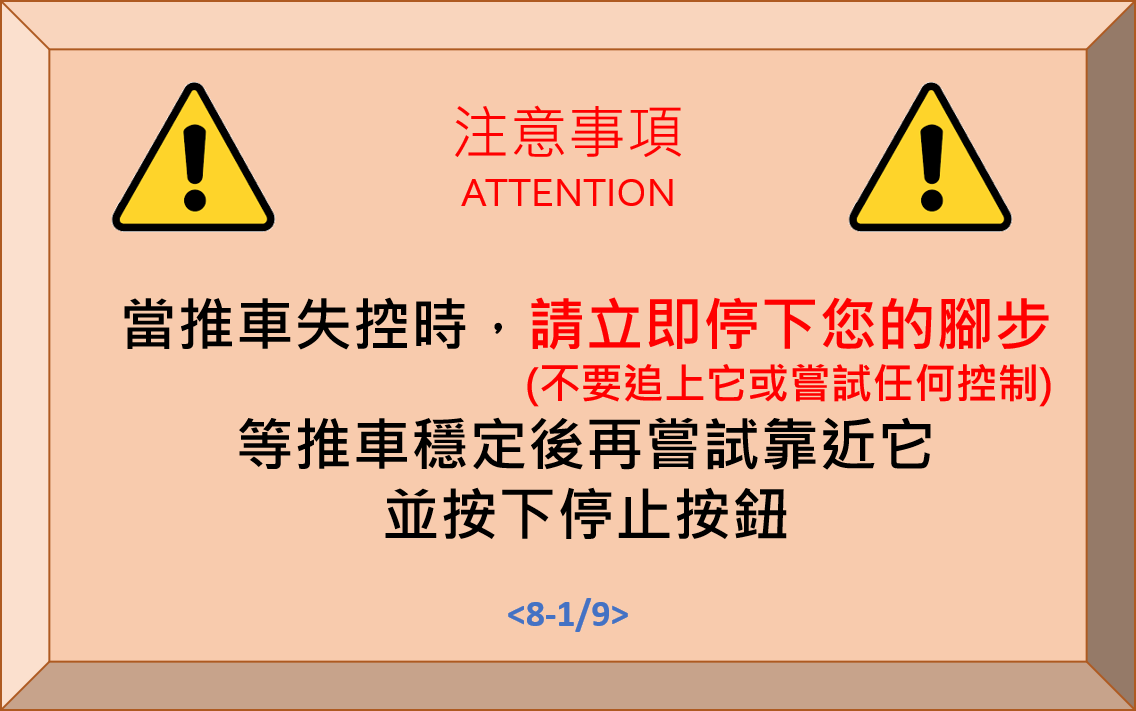 注意事項
ATTENTION
當推車失控時，請立即停下您的腳步
(不要追上它或嘗試任何控制)
等推車穩定後再嘗試靠近它
並按下停止按鈕
<8-1/9>